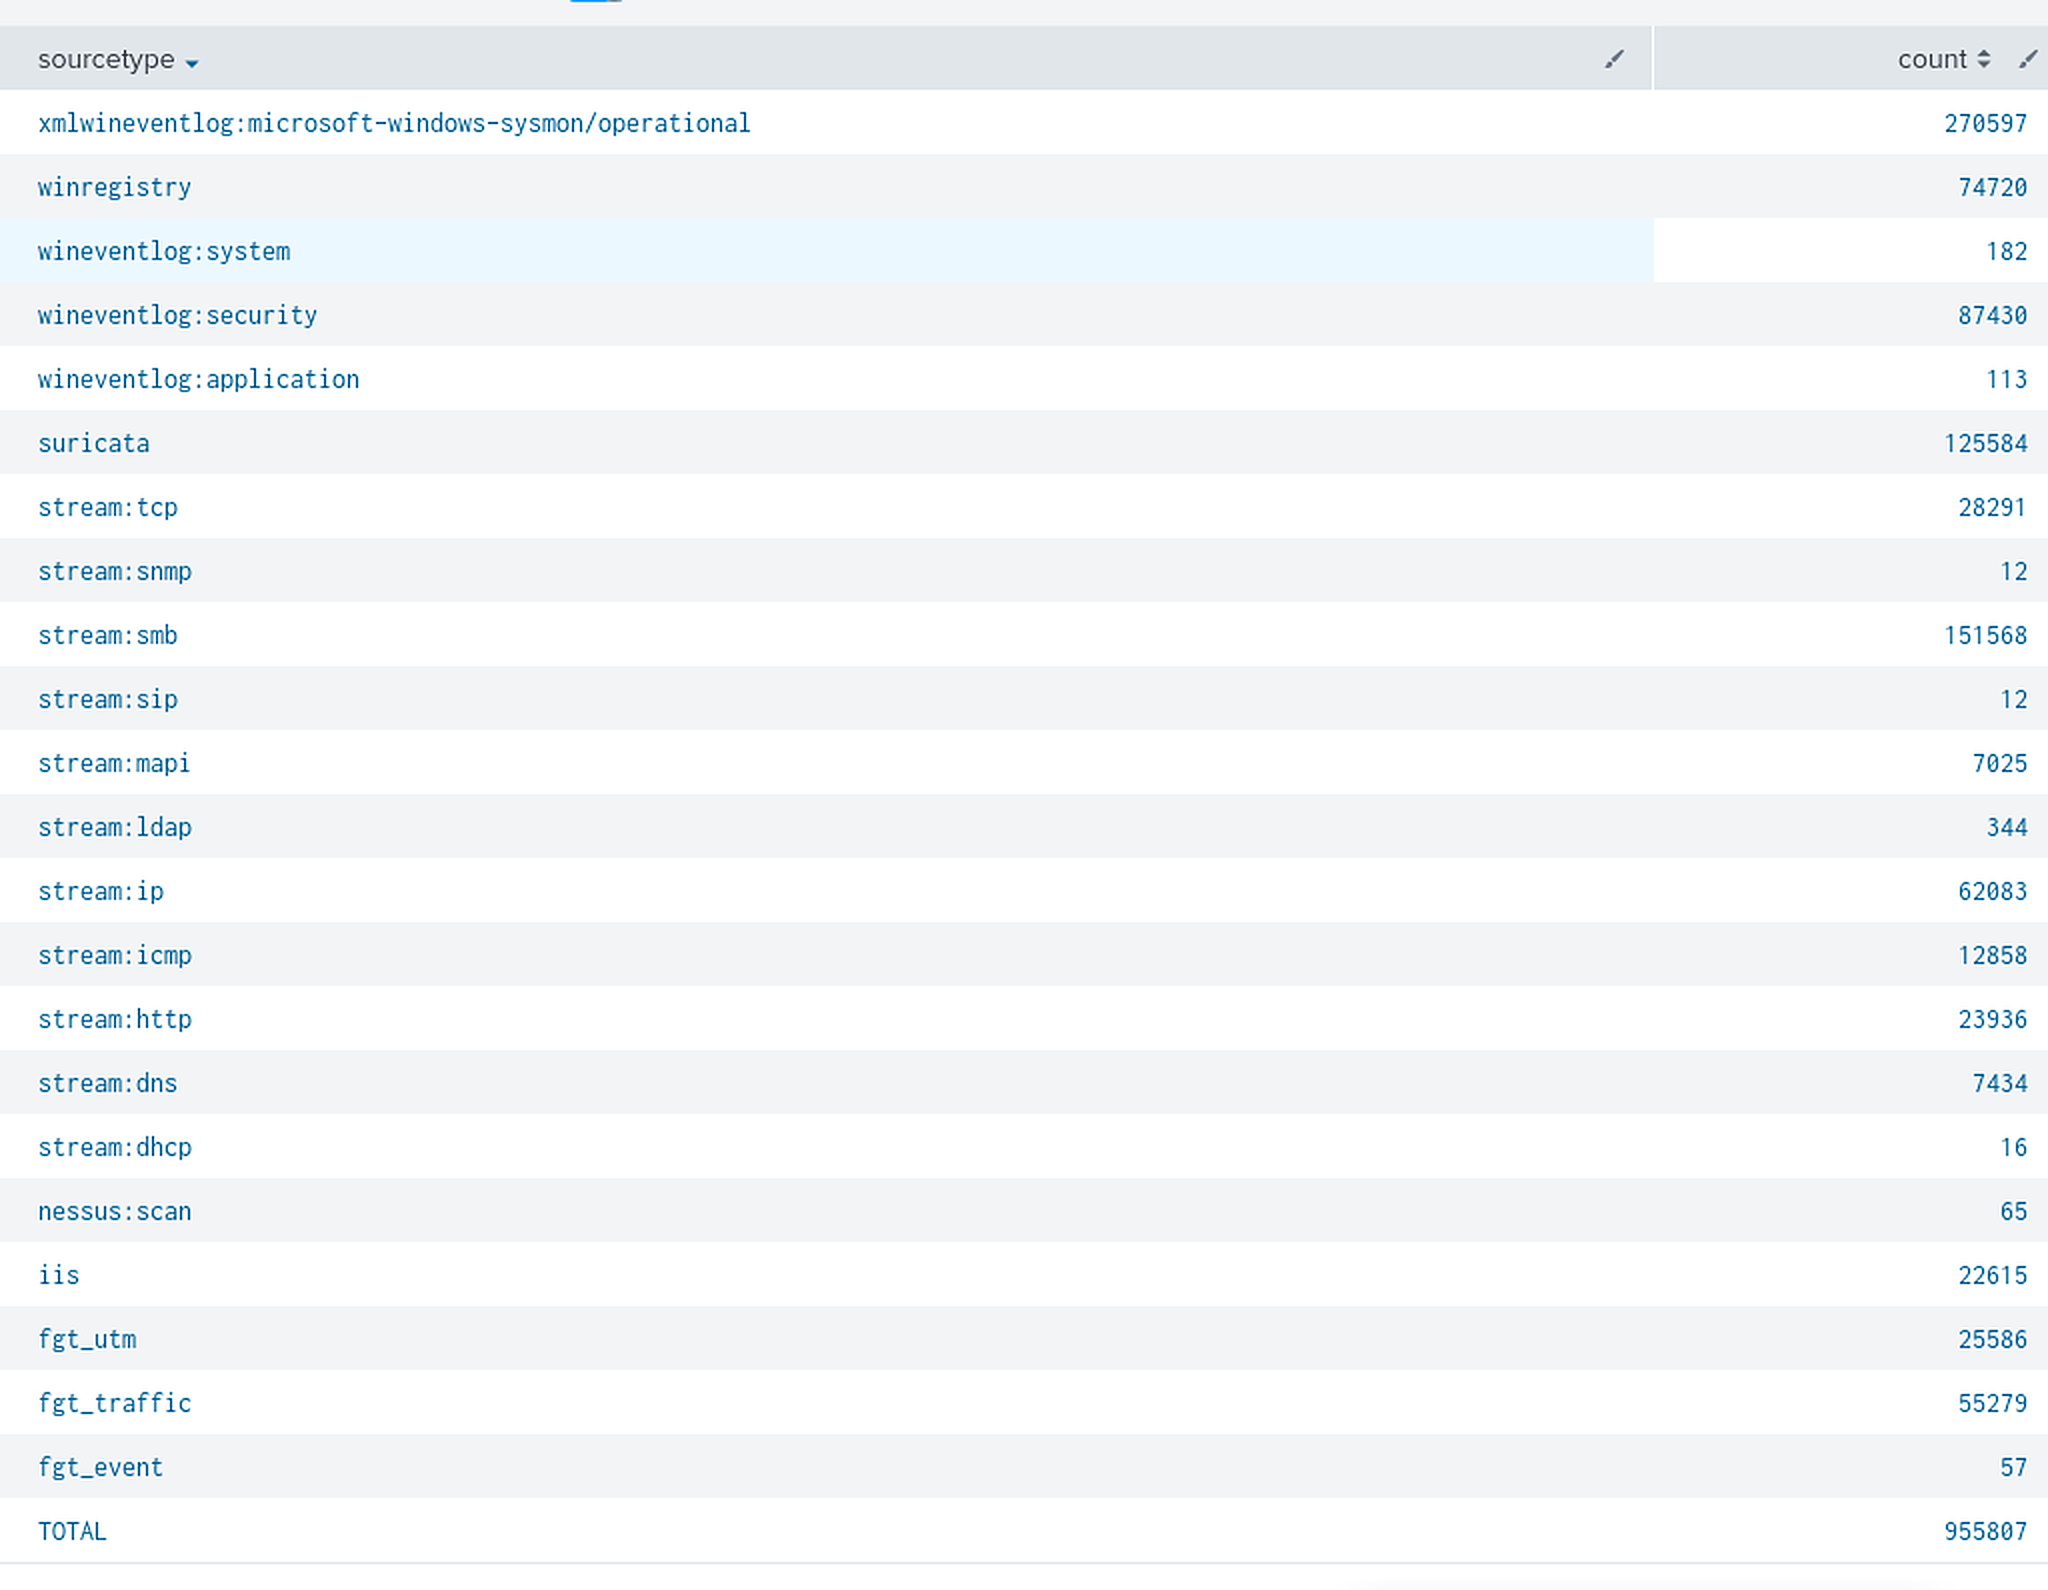 sourcetype count
xmlwineventlog:microsoft-windows-sysmon/operational 270597
winregistry 74720
wineventlog:system 182
wineventlog:security 87430
wineventlog:application 113
suricata 125584
stream:tcp 28291
stream:snmp 12
stream:smb 151568
stream:sip 12
stream:mapi 7025
stream:ldap 344
stream:ip 62083
stream:icmp 12858
stream:http 23936
stream:dns 7434
stream:dhcp 16
nessus:scan 65
iis 22615
fgt_utm 25586
fgt_traffic 55279
fgt_event 57
TOTAL 955807